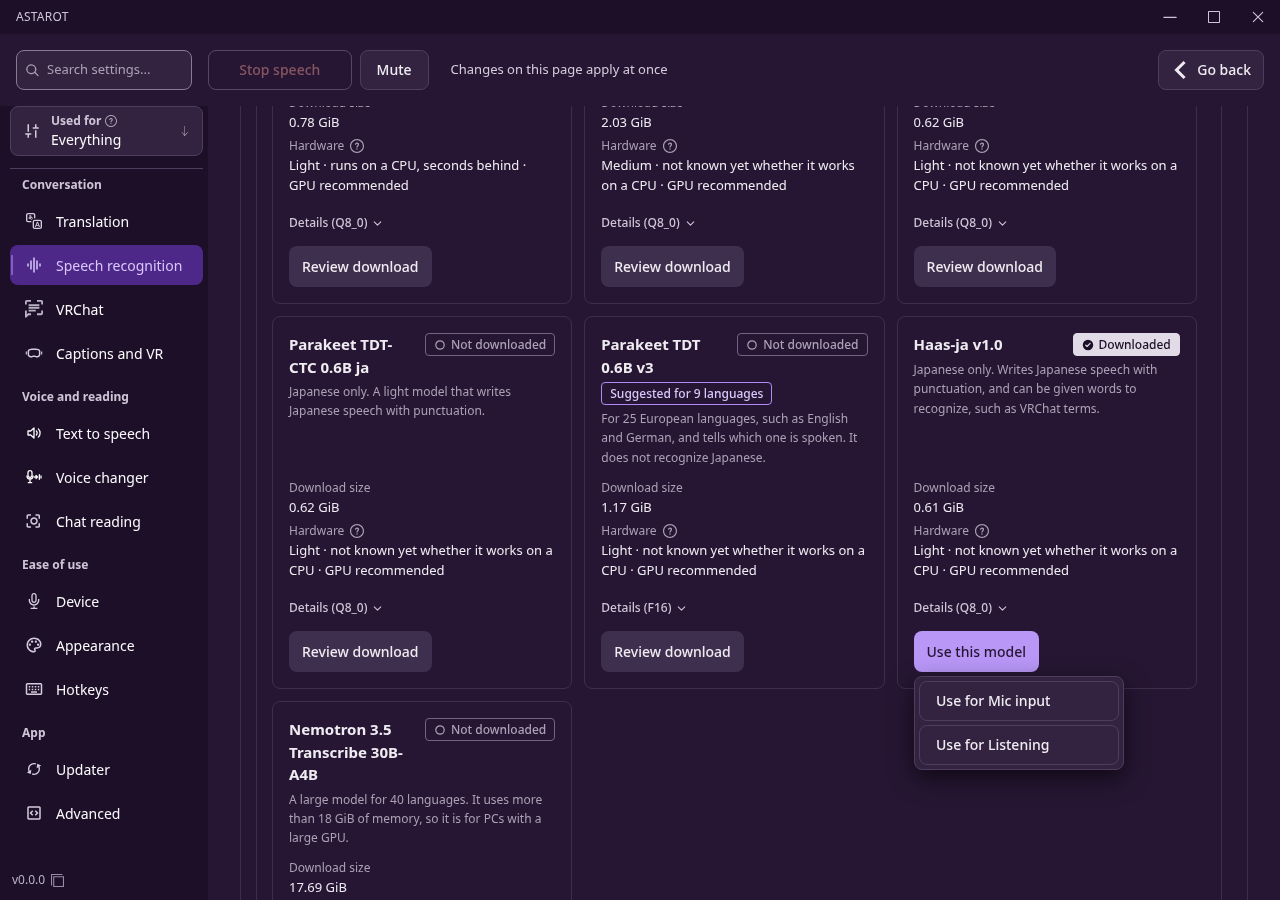 ASTAROT
Search settings...
Stop speech
Mute
Changes on this page apply at once
Go back
Used for
Everything
Conversation
Translation
Speech recognition
VRChat
Captions and VR
Voice and reading
Text to speech
Voice changer
Chat reading
Ease of use
Device
Appearance
Hotkeys
App
Updater
Advanced
v0.0.0
Download size
0.78 GiB
Hardware
Light · runs on a CPU, seconds behind ·
GPU recommended
Details (Q8_0)
Review download
Download size
2.03 GiB
Hardware
Medium · not known yet whether it works
on a CPU · GPU recommended
Details (Q8_0)
Review download
Download size
0.62 GiB
Hardware
Light · not known yet whether it works on a
CPU · GPU recommended
Details (Q8_0)
Review download
Parakeet TDT-
CTC 0.6B ja
Not downloaded
Japanese only. A light model that writes
Japanese speech with punctuation.
Download size
0.62 GiB
Hardware
Light · not known yet whether it works on a
CPU · GPU recommended
Details (Q8_0)
Review download
Parakeet TDT
0.6B v3
Not downloaded
Suggested for 9 languages
For 25 European languages, such as English
and German, and tells which one is spoken. It
does not recognize Japanese.
Download size
1.17 GiB
Hardware
Light · not known yet whether it works on a
CPU · GPU recommended
Details (F16)
Review download
Haas-ja v1.0
Downloaded
Japanese only. Writes Japanese speech with
punctuation, and can be given words to
recognize, such as VRChat terms.
Download size
0.61 GiB
Hardware
Light · not known yet whether it works on a
CPU · GPU recommended
Details (Q8_0)
Use this model
Use for Mic input
Use for Listening
Nemotron 3.5
Transcribe 30B-
A4B
Not downloaded
A large model for 40 languages. It uses more
than 18 GiB of memory, so it is for PCs with a
large GPU.
Download size
17.69 GiB